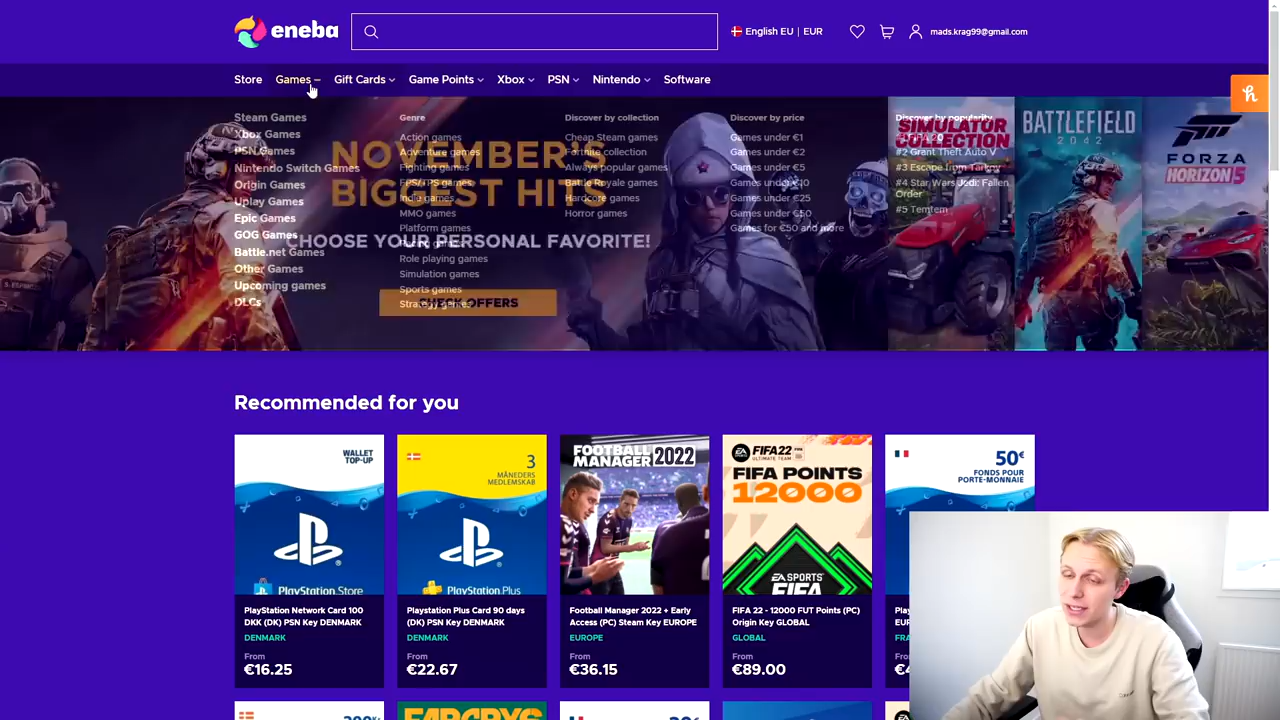 eneba
English EU | EUR
mads.krag99@gmail.com
Store
Games
Gift Cards
Game Points
Xbox
PSN
Nintendo
Software
Steam Games
Xbox Games
PSN Games
Nintendo Switch Games
Origin Games
Uplay Games
Epic Games
GOG Games
Battle.net Games
Other Games
Upcoming games
DLCs
Genre
Action games
Adventure games
Fighting games
FPS/TPS games
Indie games
MMO games
Platform games
Racing games
Role playing games
Simulation games
Sports games
Strategy games
Discover by collection
Cheap Steam games
Fortnite collection
Always popular games
Battle Royale games
Hardcore games
Horror games
Discover by price
Games under €1
Games under €2
Games under €5
Games under €10
Games under €25
Games under €50
Games for €50 and more
Discover by popularity
#2 Grant Theft Auto V
#3 Escape from Tarkov
#4 Star Wars Jedi: Fallen
Order
#5 Temtem
NOVEMBER'S
BIGGEST HITS
CHOOSE YOUR PERSONAL FAVORITE!
CHECK OFFERS
SIMULATOR
COLLECTION
BATTLEFIELD
2042
FORZA
HORIZON 5
h
Recommended for you
WALLET
TOP-UP
PlayStation Store
PlayStation Network Card 100
DKK (DK) PSN Key DENMARK
DENMARK
From
€16.25
3
MÅNEDERS
MEDLEMSKAB
PlayStation Plus
Playstation Plus Card 90 days
(DK) PSN Key DENMARK
DENMARK
From
€22.67
FOOTBALL
MANAGER 2022
Football Manager 2022 + Early
Access (PC) Steam Key EUROPE
EUROPE
From
€36.15
EA SPORTS
FIFA 22
ULTIMATE TEAM
FIFA POINTS
12000
EA SPORTS
FIFA
FIFA 22 - 12000 FUT Points (PC)
Origin Key GLOBAL
GLOBAL
From
€89.00
50€
FONDS POUR
PORTE-MONNAIE
Play
EUR
FRA
From
€4
FARCRY6